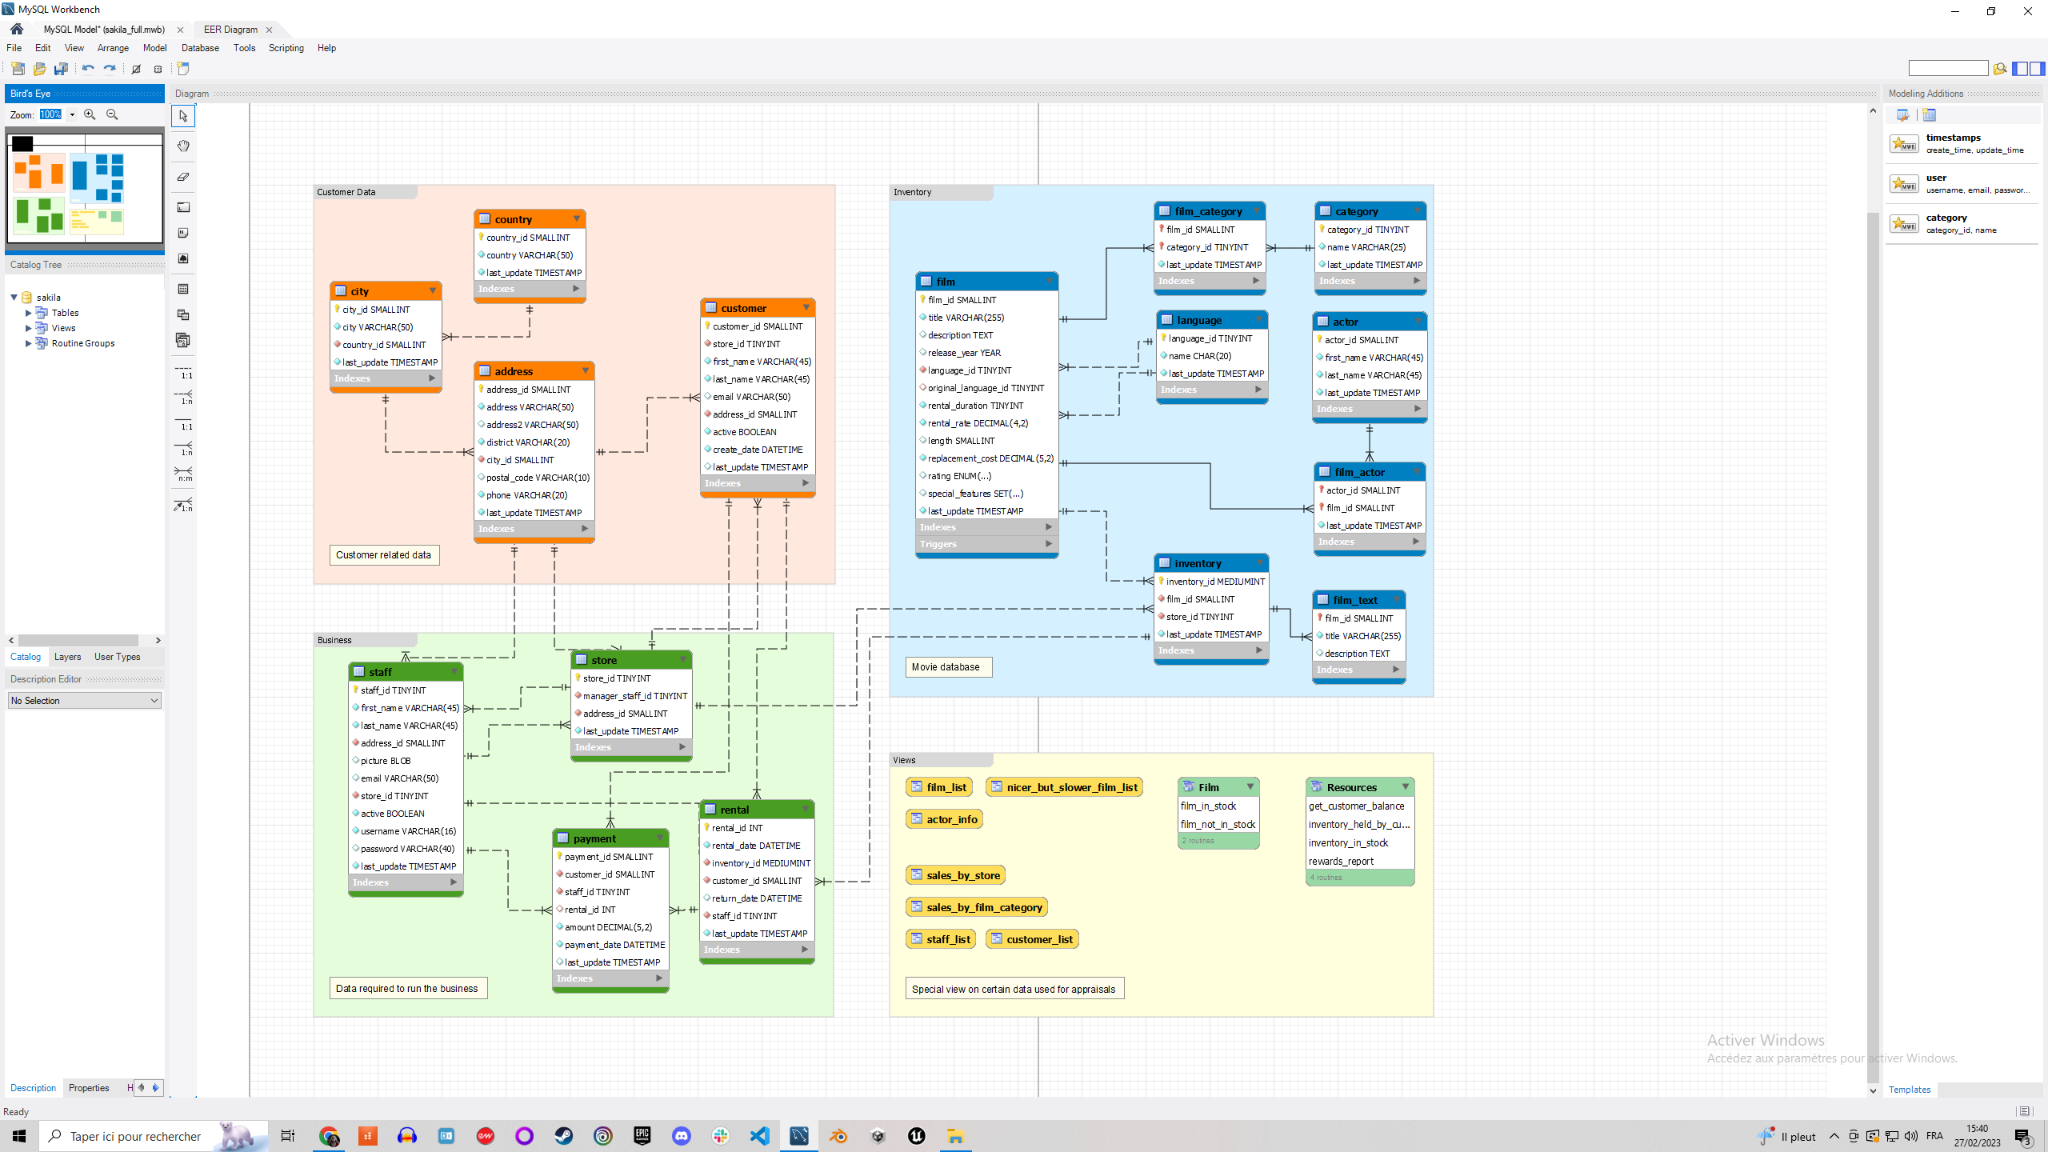 MySQL Workbench
MySQL Model* (sakila_full.mwb)
EER Diagram
File Edit View Arrange Model Database Tools Scripting Help
Bird's Eye
Zoom: 100%
Catalog Tree
sakila
Tables
Views
Routine Groups
Catalog Layers User Types
Description Editor
No Selection
Description Properties H
Ready
1:1
1:n
1:1
1:n
n:m
1:n
Diagram
Customer Data
country
country_id SMALLINT
country VARCHAR(50)
last_update TIMESTAMP
Indexes
city
city_id SMALLINT
city VARCHAR(50)
country_id SMALLINT
last_update TIMESTAMP
Indexes
address
address_id SMALLINT
address VARCHAR(50)
address2 VARCHAR(50)
district VARCHAR(20)
city_id SMALLINT
postal_code VARCHAR(10)
phone VARCHAR(20)
last_update TIMESTAMP
Indexes
customer
customer_id SMALLINT
store_id TINYINT
first_name VARCHAR(45)
last_name VARCHAR(45)
email VARCHAR(50)
address_id SMALLINT
active BOOLEAN
create_date DATETIME
last_update TIMESTAMP
Indexes
Customer related data
Inventory
film
film_id SMALLINT
title VARCHAR(255)
description TEXT
release_year YEAR
language_id TINYINT
original_language_id TINYINT
rental_duration TINYINT
rental_rate DECIMAL(4,2)
length SMALLINT
replacement_cost DECIMAL(5,2)
rating ENUM(...)
special_features SET(...)
last_update TIMESTAMP
Indexes
Triggers
film_category
film_id SMALLINT
category_id TINYINT
last_update TIMESTAMP
Indexes
category
category_id TINYINT
name VARCHAR(25)
last_update TIMESTAMP
Indexes
language
language_id TINYINT
name CHAR(20)
last_update TIMESTAMP
Indexes
actor
actor_id SMALLINT
first_name VARCHAR(45)
last_name VARCHAR(45)
last_update TIMESTAMP
Indexes
film_actor
actor_id SMALLINT
film_id SMALLINT
last_update TIMESTAMP
Indexes
inventory
inventory_id MEDIUMINT
film_id SMALLINT
store_id TINYINT
last_update TIMESTAMP
Indexes
film_text
film_id SMALLINT
title VARCHAR(255)
description TEXT
Indexes
Movie database
Business
staff
staff_id TINYINT
first_name VARCHAR(45)
last_name VARCHAR(45)
address_id SMALLINT
picture BLOB
email VARCHAR(50)
store_id TINYINT
active BOOLEAN
username VARCHAR(16)
password VARCHAR(40)
last_update TIMESTAMP
Indexes
store
store_id TINYINT
manager_staff_id TINYINT
address_id SMALLINT
last_update TIMESTAMP
Indexes
payment
payment_id SMALLINT
customer_id SMALLINT
staff_id TINYINT
rental_id INT
amount DECIMAL(5,2)
payment_date DATETIME
last_update TIMESTAMP
Indexes
rental
rental_id INT
rental_date DATETIME
inventory_id MEDIUMINT
customer_id SMALLINT
return_date DATETIME
staff_id TINYINT
last_update TIMESTAMP
Indexes
Data required to run the business
Views
film_list
nicer_but_slower_film_list
actor_info
sales_by_store
sales_by_film_category
staff_list
customer_list
Film
film_in_stock
film_not_in_stock
2 routines
Resources
get_customer_balance
inventory_held_by_cu...
inventory_in_stock
rewards_report
4 routines
Special view on certain data used for appraisals
Modeling Additions
timestamps
create_time, update_time
user
username, email, passwor...
category
category_id, name
Templates
Activer Windows
Accédez aux paramètres pour activer Windows.
Taper ici pour rechercher
EPIC
Il pleut
FRA
15:40
27/02/2023
3